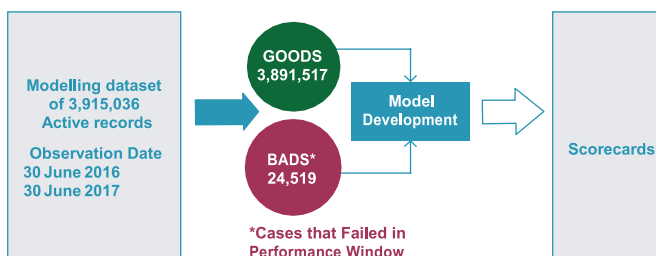 Modelling dataset
of 3,915,036
Active records
Observation Date
30 June 2016
30 June 2017
GOODS
3,891,517
BADS*
24,519
*Cases that Failed in
Performance Window
Model
Development
Scorecards